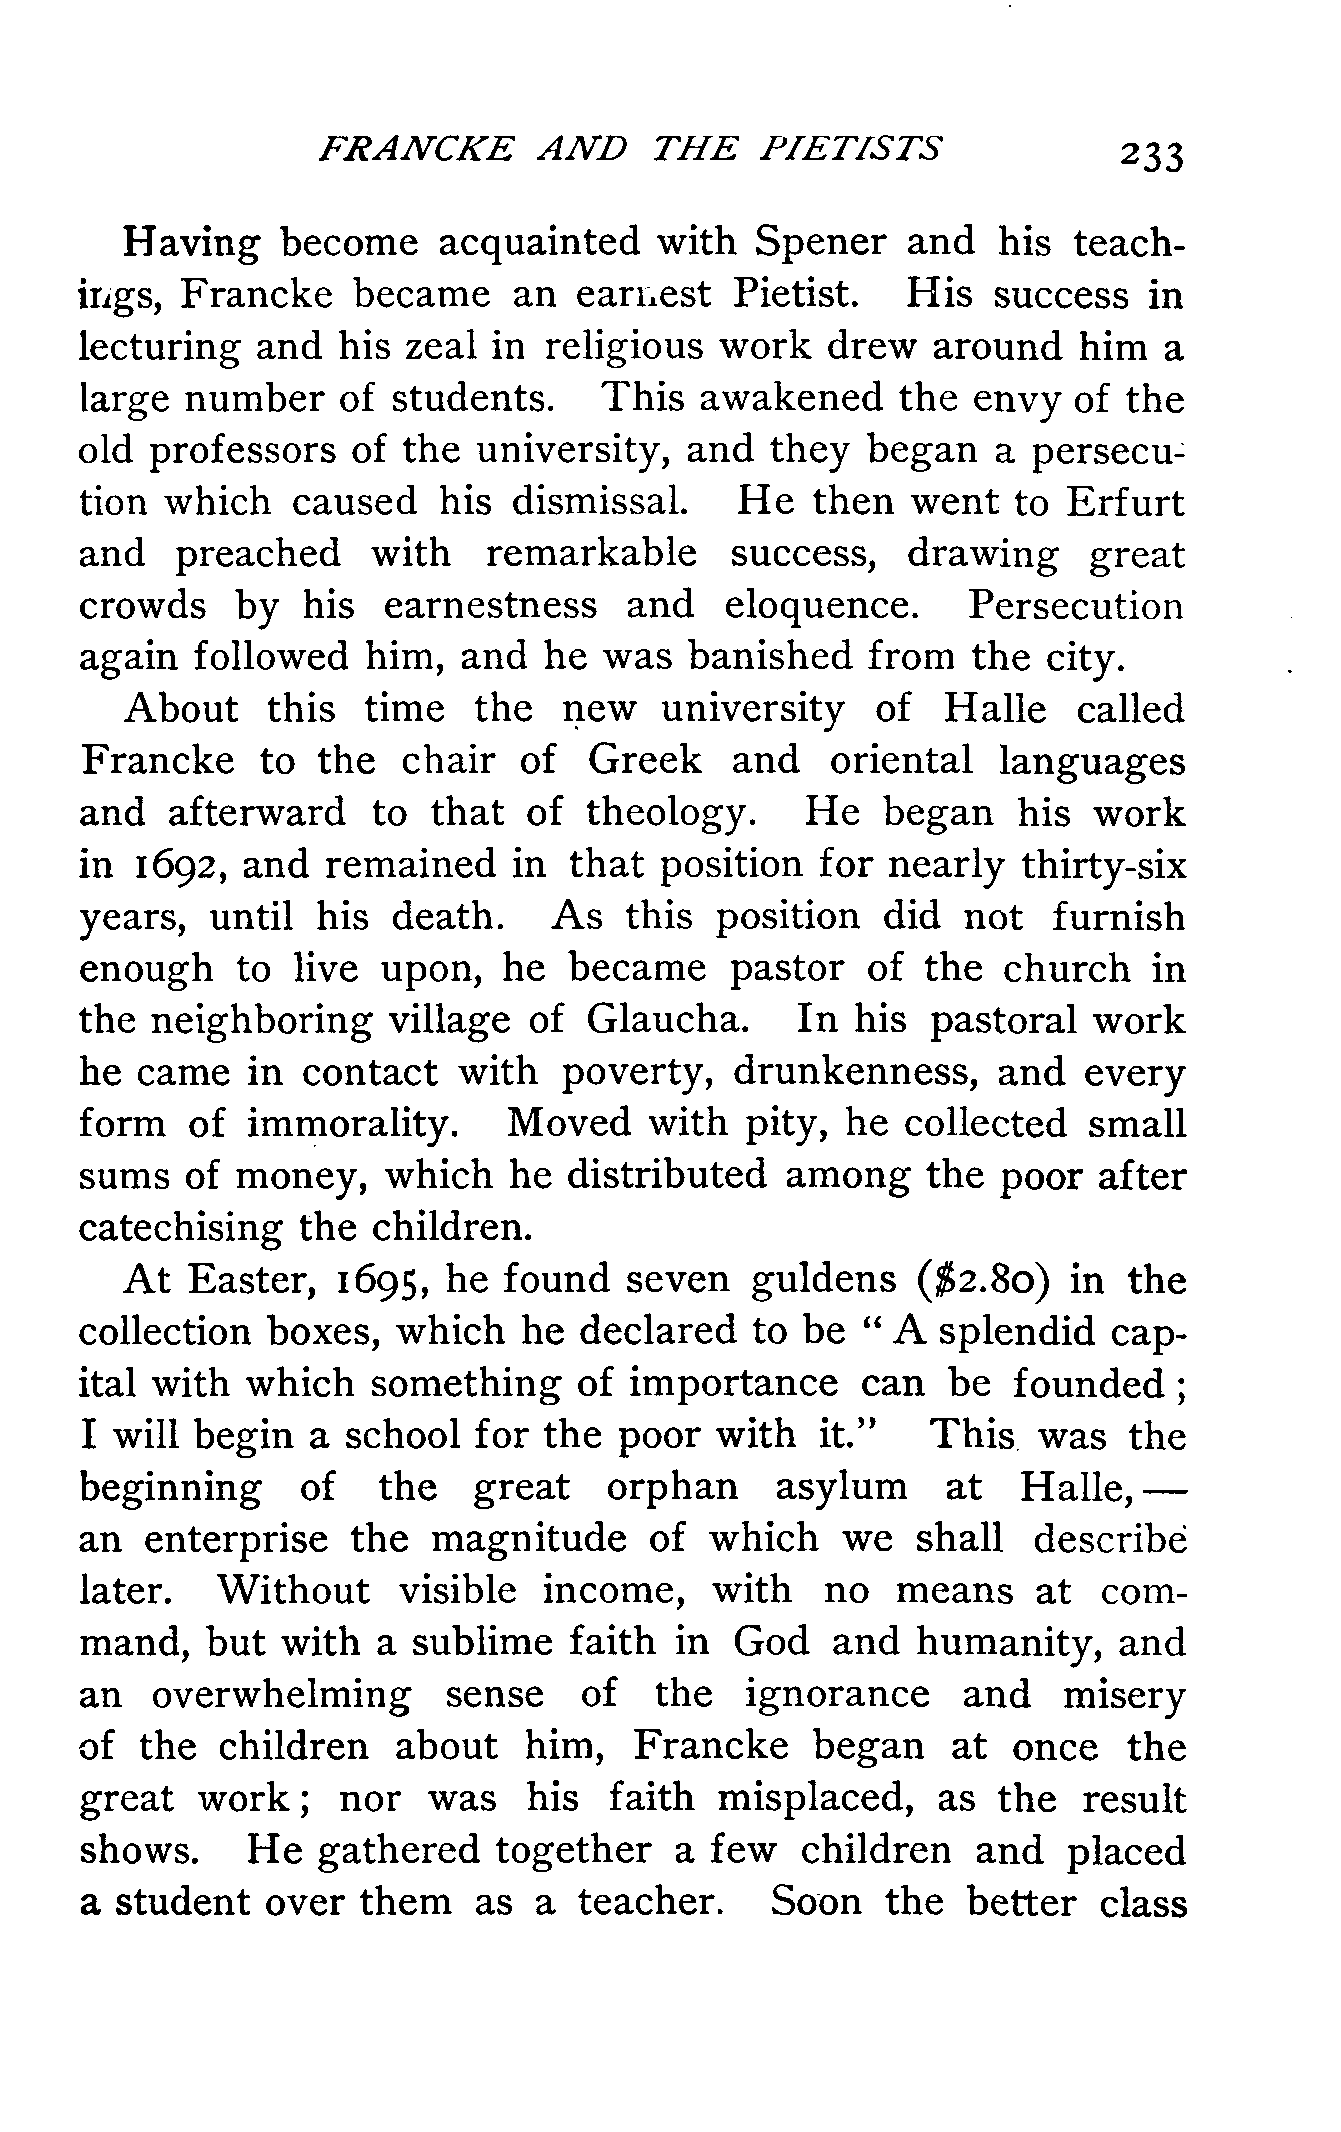 FRANCKE AND THE PIETISTS 233
Having become acquainted with Spener and his teach-
ings, Francke became an earnest Pietist. His success in
lecturing and his zeal in religious work drew around him a
large number of students. This awakened the envy of the
old professors of the university, and they began a persecu-
tion which caused his dismissal. He then went to Erfurt
and preached with remarkable success, drawing great
crowds by his earnestness and eloquence. Persecution
again followed him, and he was banished from the city.
About this time the new university of Halle called
Francke to the chair of Greek and oriental languages
and afterward to that of theology. He began his work
in 1692, and remained in that position for nearly thirty-six
years, until his death. As this position did not furnish
enough to live upon, he became pastor of the church in
the neighboring village of Glaucha. In his pastoral work
he came in contact with poverty, drunkenness, and every
form of immorality. Moved with pity, he collected small
sums of money, which he distributed among the poor after
catechising the children.
At Easter, 1695, he found seven guldens ($2.80) in the
collection boxes, which he declared to be “ A splendid cap-
ital with which something of importance can be founded ;
I will begin a school for the poor with it.” This was the
beginning of the great orphan asylum at Halle, —
an enterprise the magnitude of which we shall describe
later. Without visible income, with no means at com-
mand, but with a sublime faith in God and humanity, and
an overwhelming sense of the ignorance and misery
of the children about him, Francke began at once the
great work ; nor was his faith misplaced, as the result
shows. He gathered together a few children and placed
a student over them as a teacher. Soon the better class